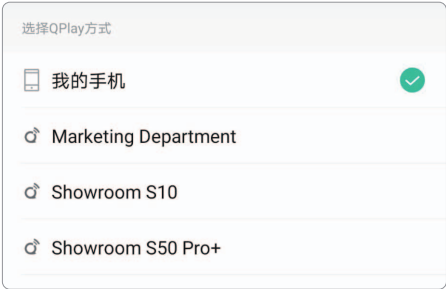 选择QPlay方式
我的手机
Marketing Department
Showroom S10
Showroom S50 Pro+